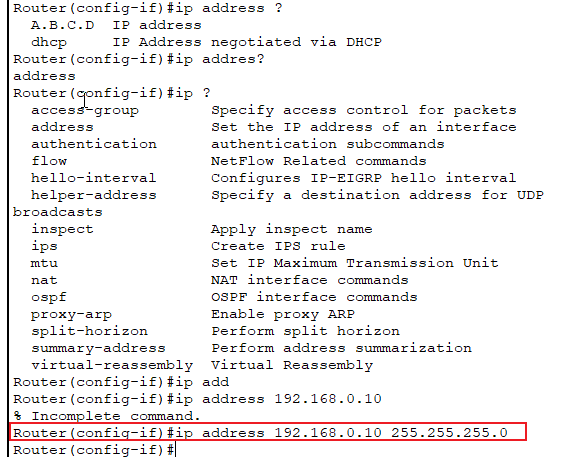 Router(config-if)#ip address ?
A.B.C.D  IP address
dhcp     IP Address negotiated via DHCP
Router(config-if)#ip addres?
address
Router(config-if)#ip ?
access-group         Specify access control for packets
address              Set the IP address of an interface
authentication       authentication subcommands
flow                 NetFlow Related commands
hello-interval       Configures IP-EIGRP hello interval
helper-address       Specify a destination address for UDP
broadcasts
inspect              Apply inspect name
ips                  Create IPS rule
mtu                  Set IP Maximum Transmission Unit
nat                  NAT interface commands
ospf                 OSPF interface commands
proxy-arp            Enable proxy ARP
split-horizon        Perform split horizon
summary-address      Perform address summarization
virtual-reassembly   Virtual Reassembly
Router(config-if)#ip add
Router(config-if)#ip address 192.168.0.10
% Incomplete command.
Router(config-if)#ip address 192.168.0.10 255.255.255.0
Router(config-if)#